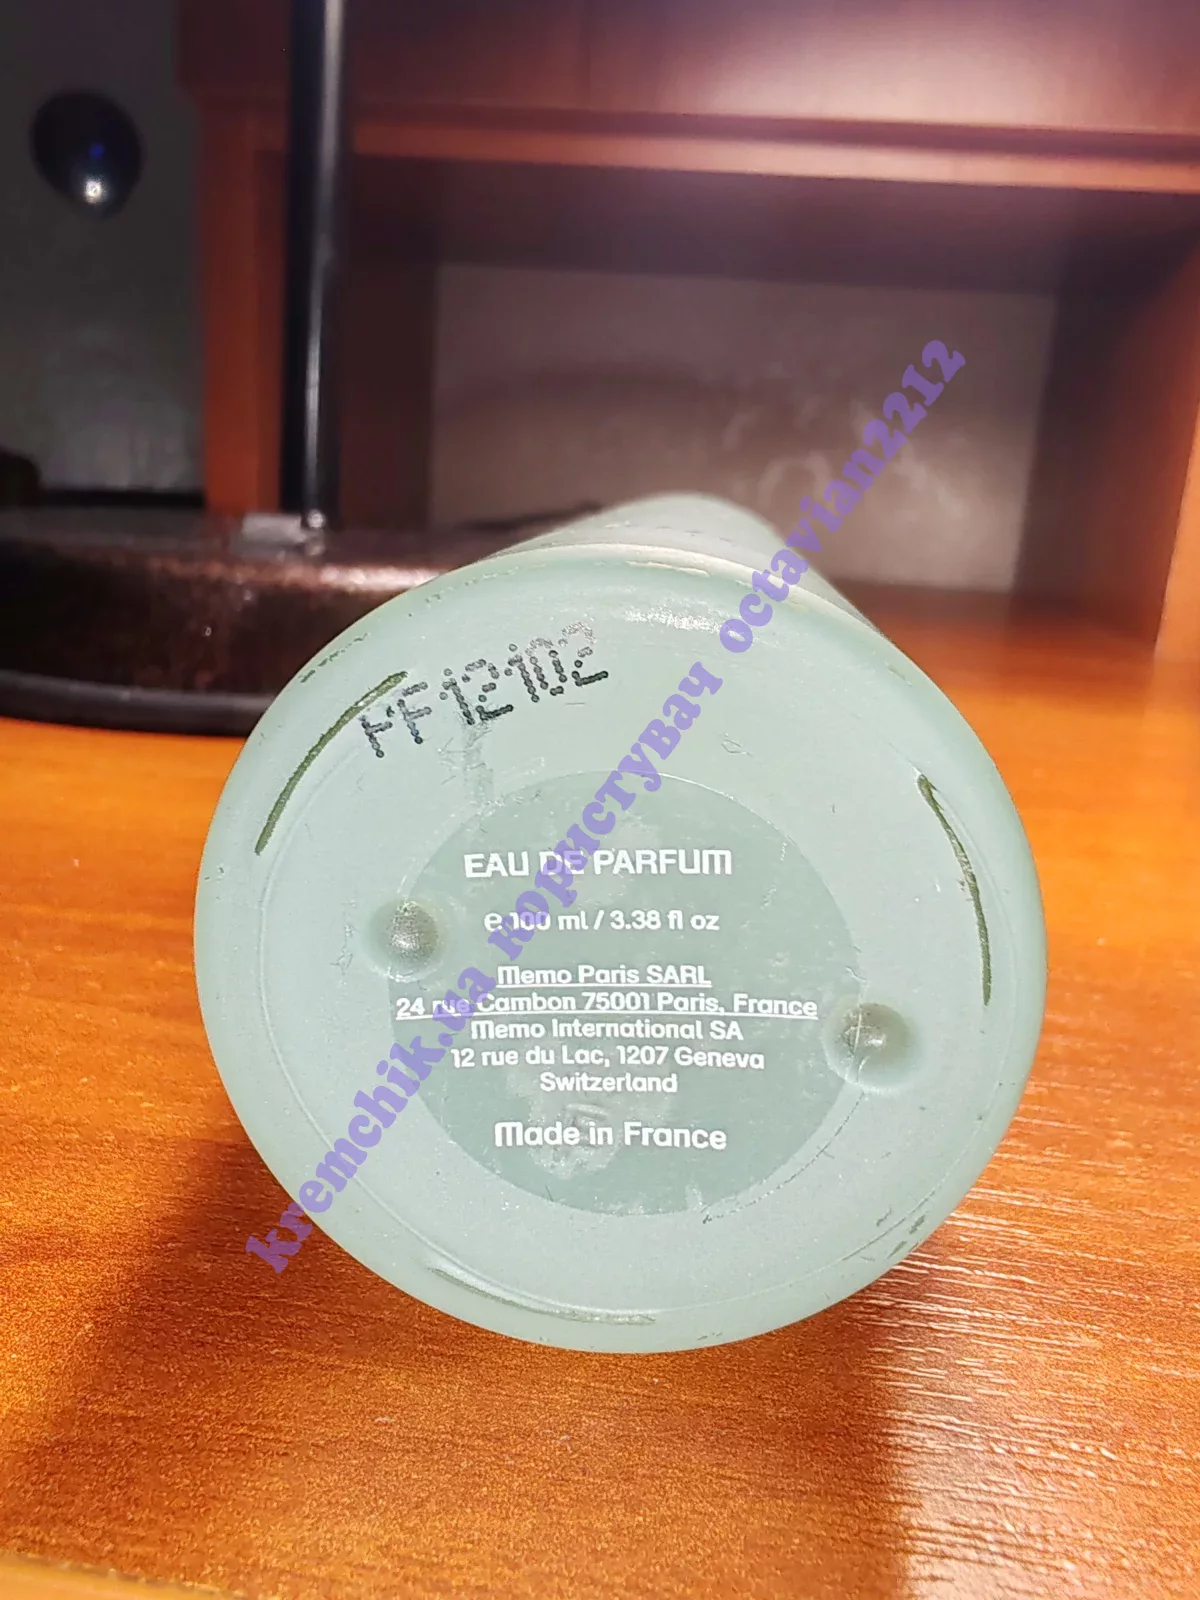 FF12102
EAU DE PARFUM
e 100 ml / 3.38 fl oz
Memo Paris SARL
24 rue Cambon 75001 Paris, France
Memo International SA
12 rue du Lac, 1207 Geneva
Switzerland
Made in France
kremchik.ua користувач octavian2212